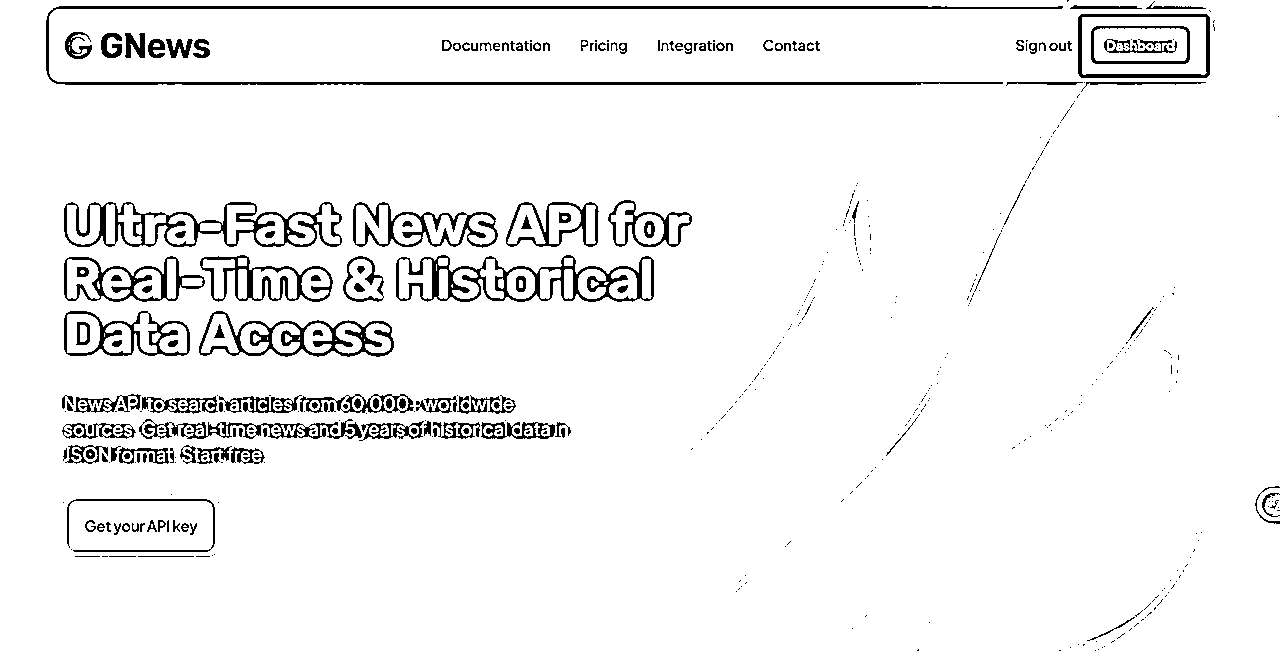 GNews
Documentation
Pricing
Integration
Contact
Sign out
Dashboard
Ultra-Fast News API for
Real-Time & Historical
Data Access
News API to search articles from 60,000+ worldwide
sources. Get real-time news and 5 years of historical data in
JSON format. Start free.
Get your API key